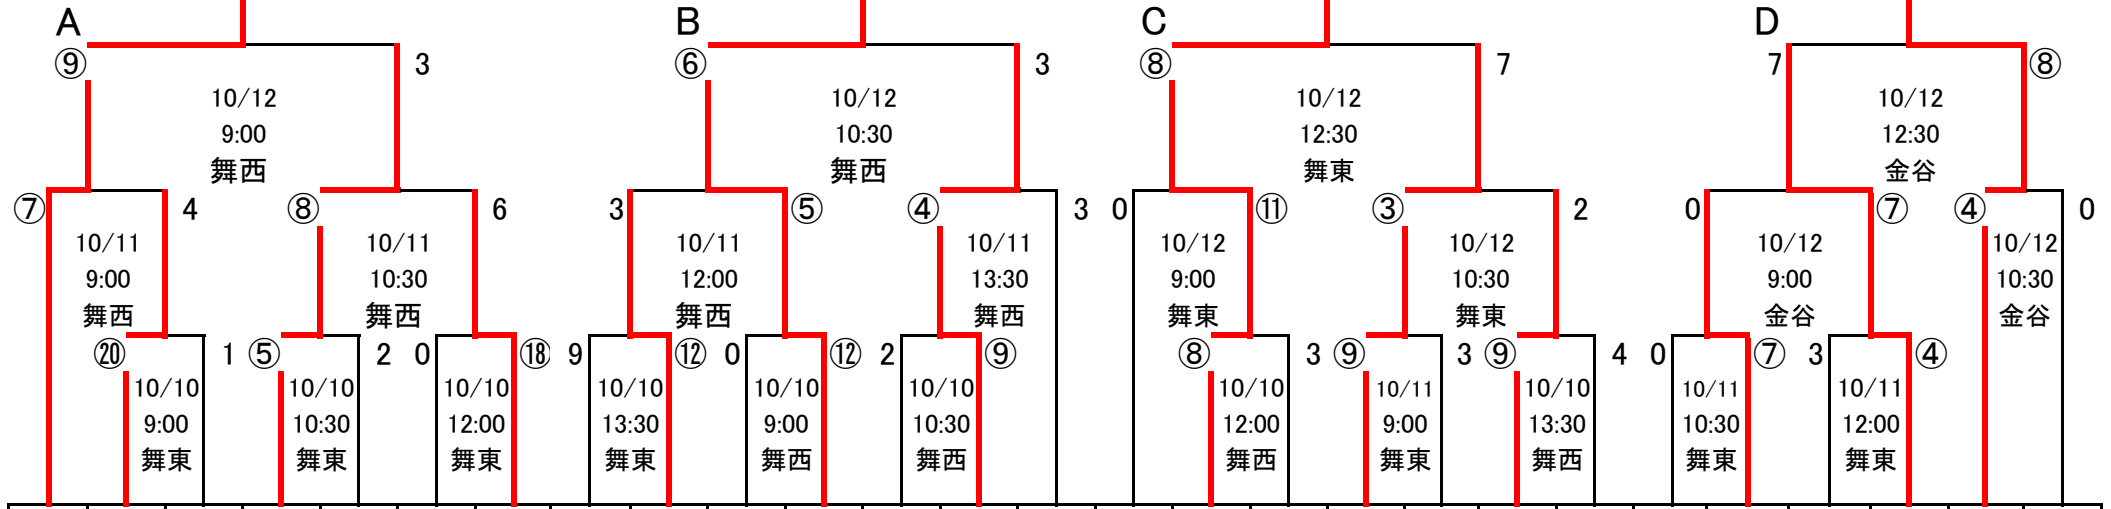 A B C D
⑨ 3 ⑥ 3 ⑧ 7 7 ⑧
10/12 10/12 10/12 10/12
9:00 10:30 12:30 12:30
舞西 舞西 舞東 金谷
⑦ 4 ⑧ 6 3 ⑤ ④ 3 0 ⑪ ③ 2 0 ⑦ ④ 0
10/11 10/11 10/11 10/11 10/12 10/12 10/12 10/12
9:00 10:30 12:00 13:30 9:00 10:30 9:00 10:30
舞西 舞西 舞西 舞西 舞東 舞東 金谷 金谷
⑳ 1 ⑤ 2 0 ⑱ 9 ⑫ 0 ⑫ 2 ⑨ ⑧ 3 ⑨ 3 ⑨ 4 0 ⑦ 3 ④
10/10 10/10 10/10 10/10 10/10 10/10 10/10 10/11 10/10 10/11 10/11
9:00 10:30 12:00 13:30 9:00 10:30 12:00 9:00 13:30 10:30 12:00
舞東 舞東 舞東 舞東 舞西 舞西 舞西 舞東 舞西 舞東 舞東